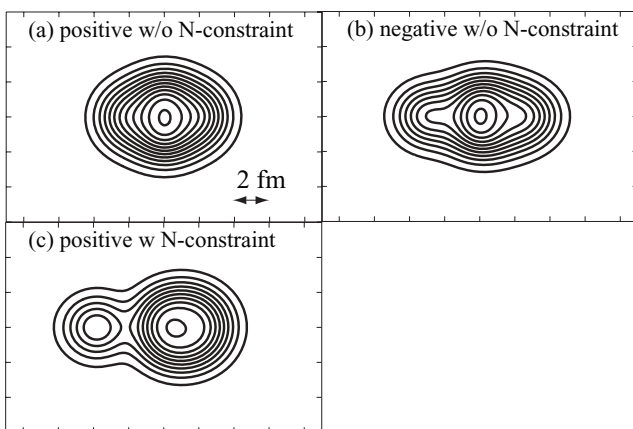 (a) positive w/o N-constraint
(b) negative w/o N-constraint
2 fm
(c) positive w N-constraint